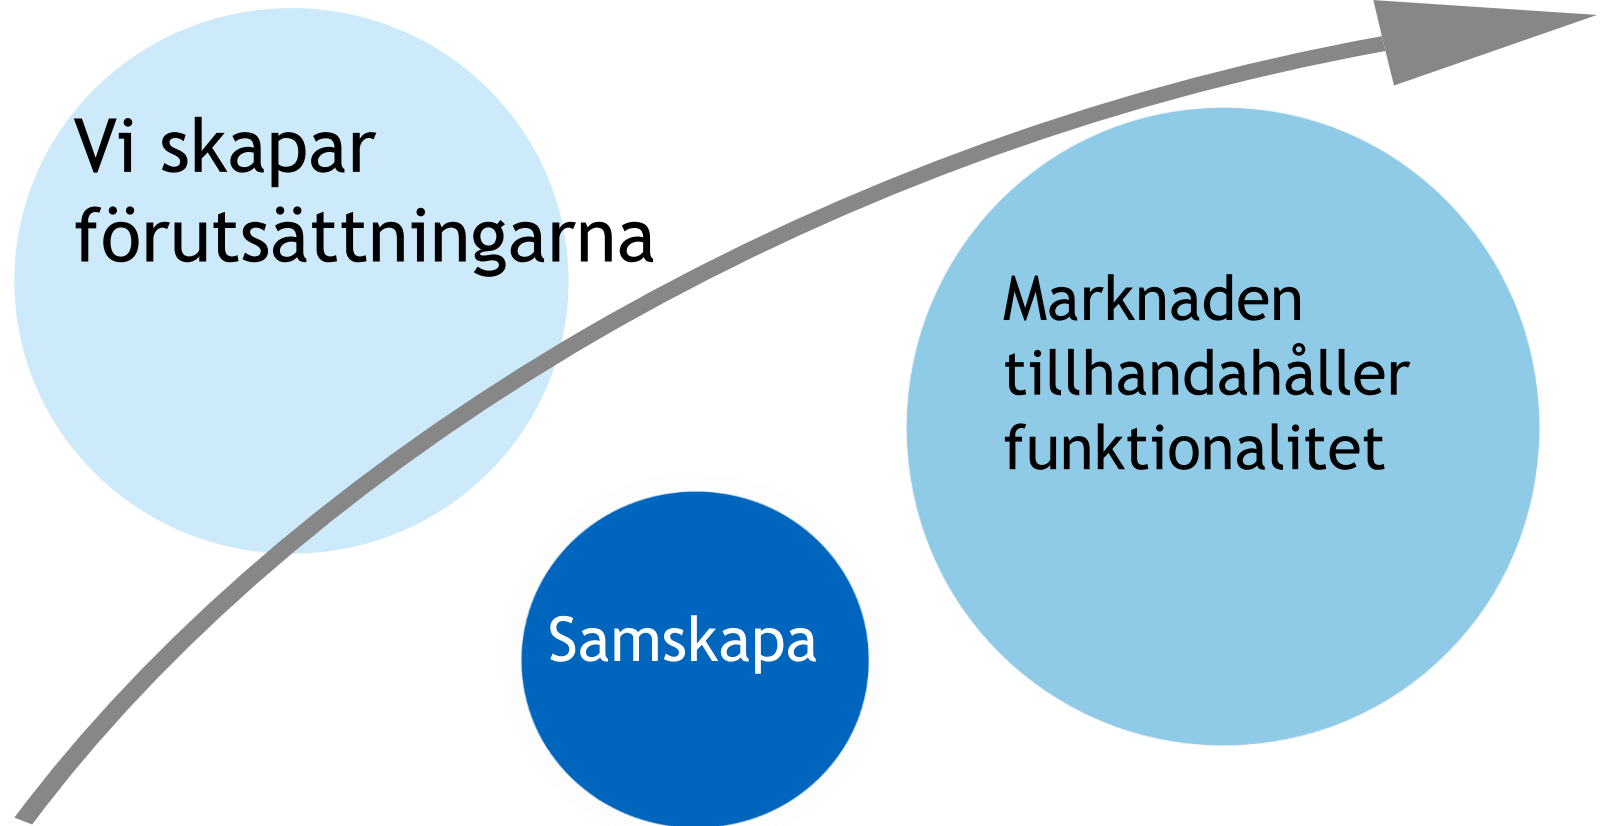 Vi skapar
förutsättningarna
Marknaden
tillhandahåller
funktionalitet
Samskapa